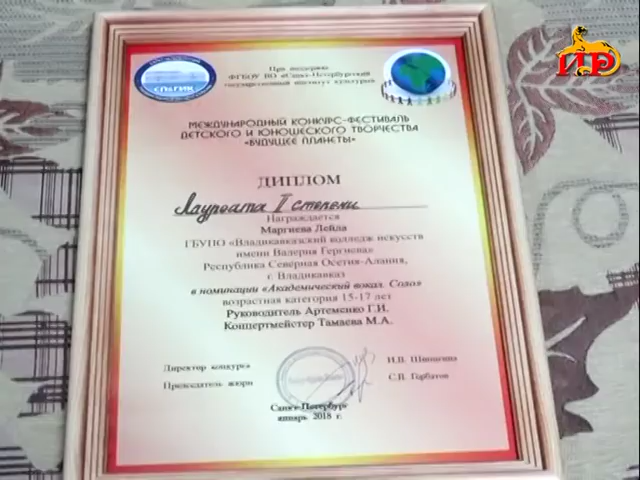 При поддержке
ФГБОУ ВО «Санкт-Петербургский
государственный институт культуры»
СПбГИК
ИР
МЕЖДУНАРОДНЫЙ КОНКУРС-ФЕСТИВАЛЬ
ДЕТСКОГО И ЮНОШЕСКОГО ТВОРЧЕСТВА
«БУДУЩЕЕ ПЛАНЕТЫ»
ДИПЛОМ
Лауреата II степени
Награждается
Маргиева Лейла
ГБУПО «Владикавказский колледж искусств
имени Валерия Гергиева»
Республика Северная Осетия-Алания,
г. Владикавказ
в номинации «Академический вокал. Соло»
возрастная категория 15-17 лет
Руководитель Артеменко Г.И.
Концертмейстер Тамаева М.А.
Директор конкурса
Председатель жюри
С.В. Горбатов
Санкт-Петербург
январь 2018 г.